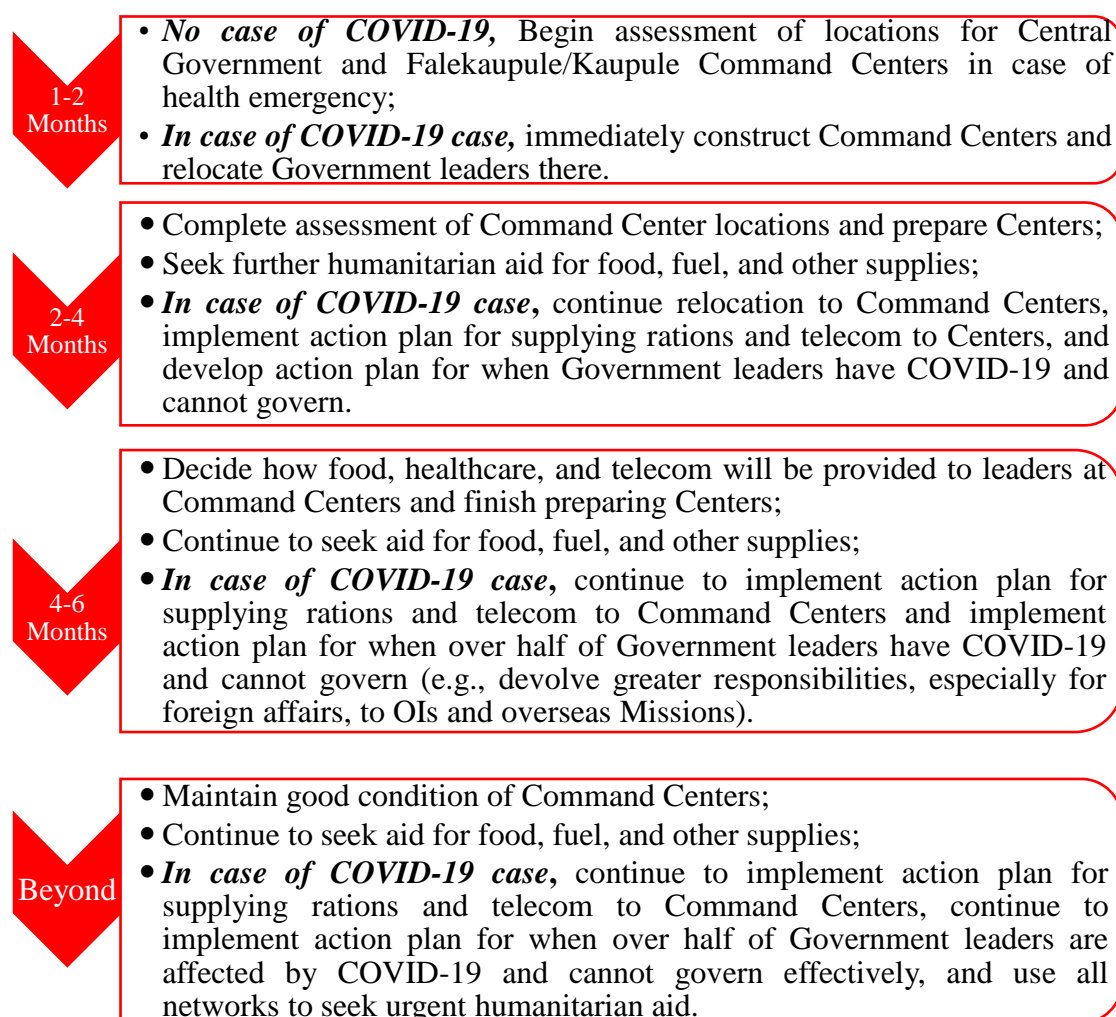 1-2
Months
• No case of COVID-19, Begin assessment of locations for Central
Government and Falekaupule/Kaupule Command Centers in case of
health emergency;
• In case of COVID-19 case, immediately construct Command Centers and
relocate Government leaders there.
2-4
Months
• Complete assessment of Command Center locations and prepare Centers;
• Seek further humanitarian aid for food, fuel, and other supplies;
• In case of COVID-19 case, continue relocation to Command Centers,
implement action plan for supplying rations and telecom to Centers, and
develop action plan for when Government leaders have COVID-19 and
cannot govern.
4-6
Months
• Decide how food, healthcare, and telecom will be provided to leaders at
Command Centers and finish preparing Centers;
• Continue to seek aid for food, fuel, and other supplies;
• In case of COVID-19 case, continue to implement action plan for
supplying rations and telecom to Command Centers and implement
action plan for when over half of Government leaders have COVID-19
and cannot govern (e.g., devolve greater responsibilities, especially for
foreign affairs, to OIs and overseas Missions).
Beyond
• Maintain good condition of Command Centers;
• Continue to seek aid for food, fuel, and other supplies;
• In case of COVID-19 case, continue to implement action plan for
supplying rations and telecom to Command Centers, continue to
implement action plan for when over half of Government leaders are
affected by COVID-19 and cannot govern effectively, and use all
networks to seek urgent humanitarian aid.